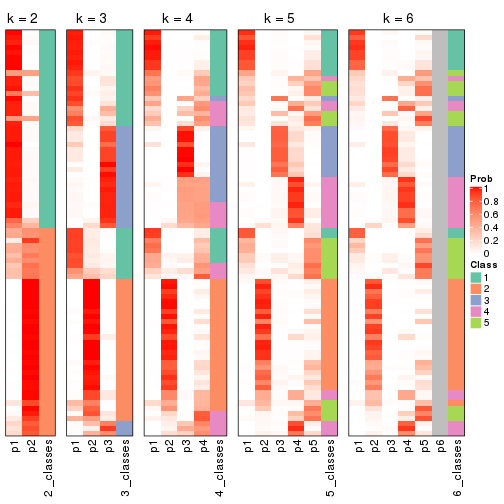 k = 2
k = 3
k = 4
k = 5
k = 6
p1
p2
2_classes
p1
p2
p3
3_classes
p1
p2
p3
p4
4_classes
p1
p2
p3
p4
p5
5_classes
p1
p2
p3
p4
p5
p6
6_classes
Prob
1
0.8
0.6
0.4
0.2
0
Class
1
2
3
4
5